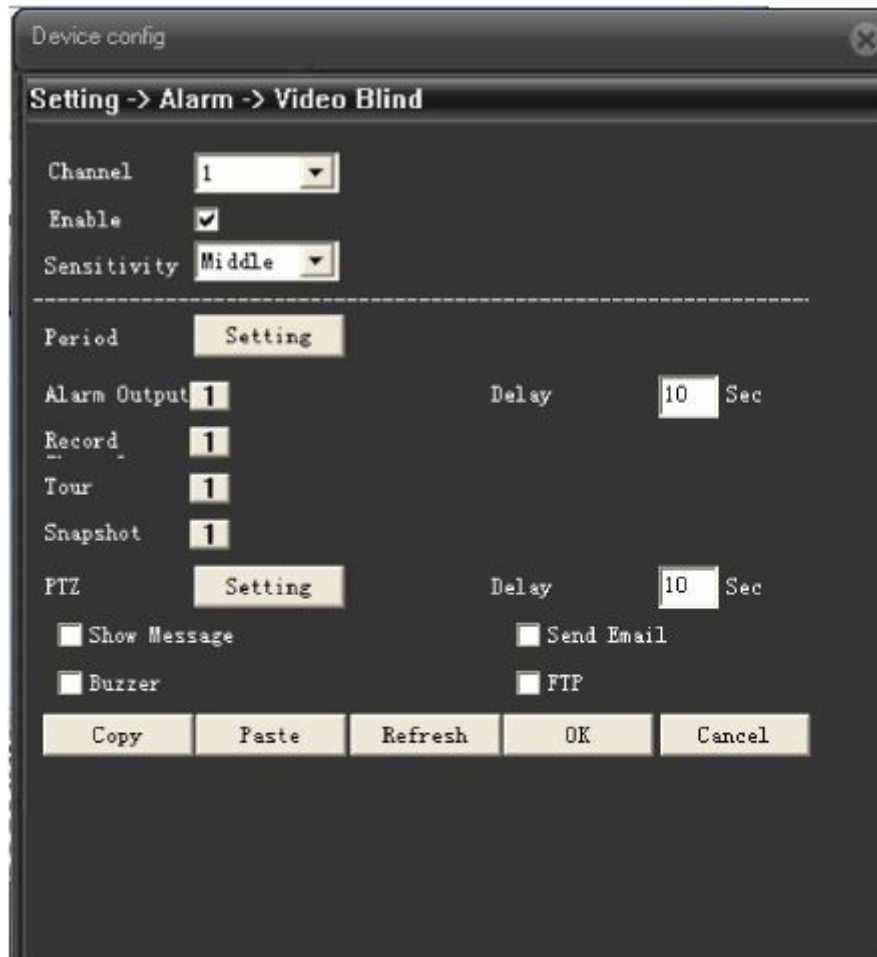 Device config
Setting -> Alarm -> Video Blind
Channel 1
Enable
Sensitivity Middle
Period Setting
Alarm Output 1 Delay 10 Sec
Record 1
Tour 1
Snapshot 1
PTZ Setting Delay 10 Sec
Show Message Send Email
Buzzer FTP
Copy Paste Refresh OK Cancel